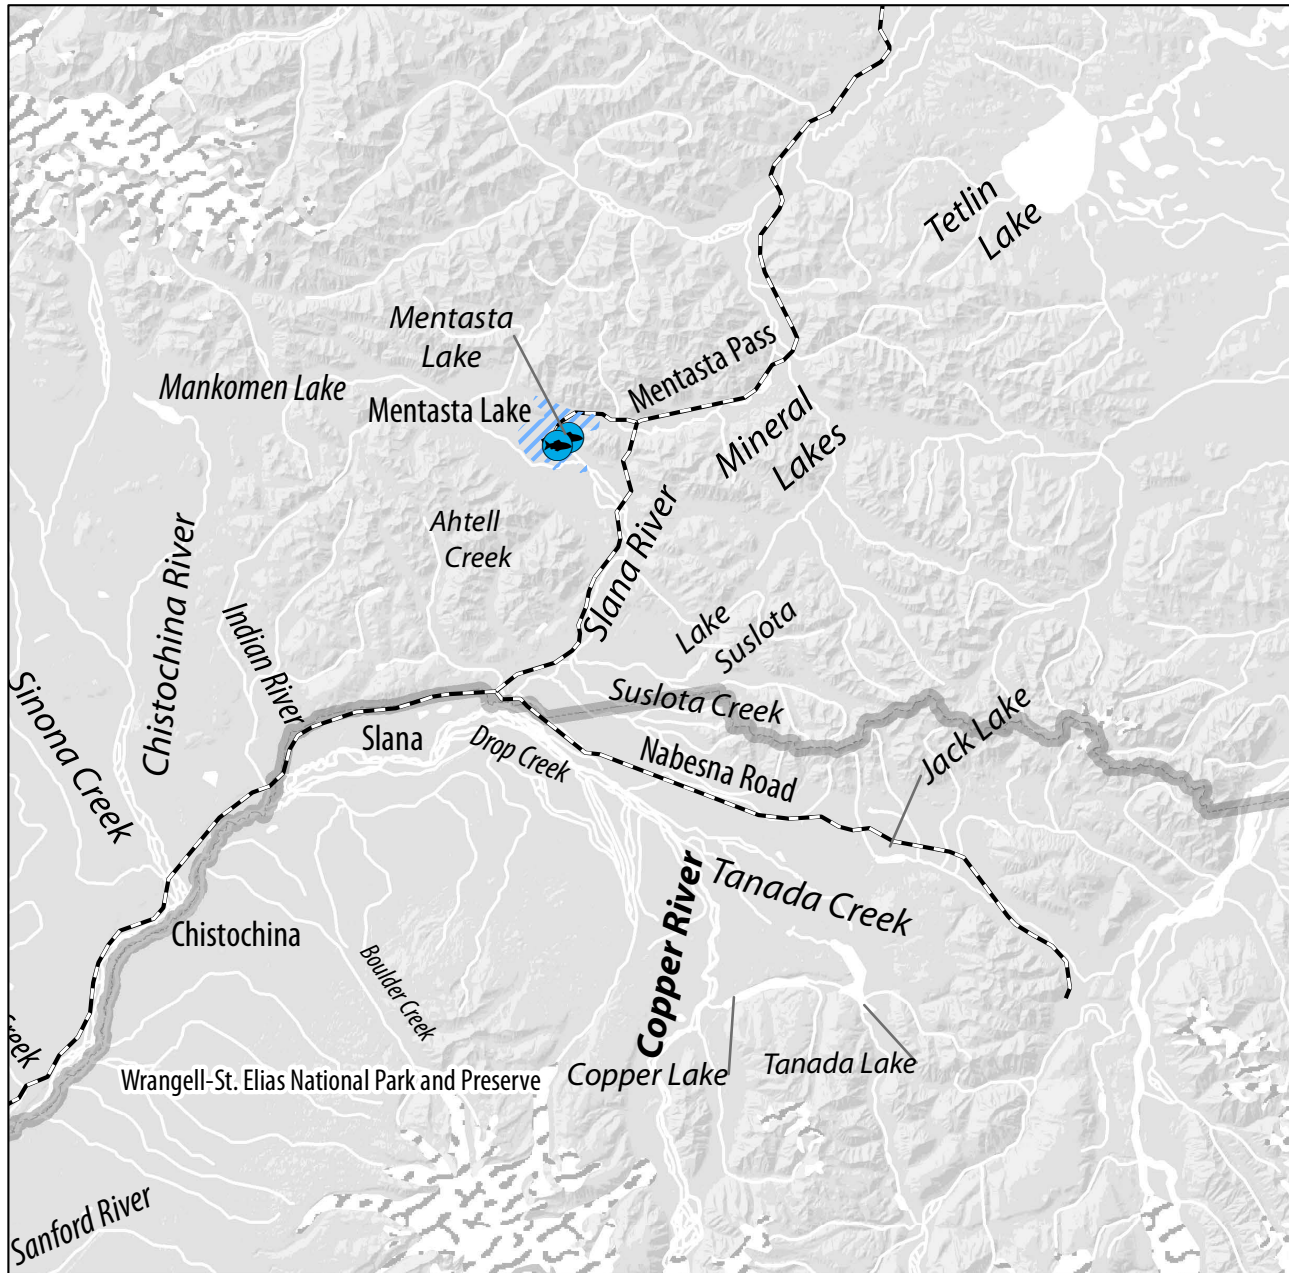 Tetlin
Lake
Mentasta
Lake
Mentasta Pass
Mankomen Lake
Mentasta Lake
Mineral
Lakes
Ahtell
Creek
Slana River
Chistochina River
Indian River
Lake
Suslota
Sinona Creek
Suslota Creek
Jack Lake
Slana
Drop Creek
Nabesna Road
Copper River
Tanada Creek
Chistochina
Boulder Creek
Creek
Wrangell-St. Elias National Park and Preserve
Copper Lake
Tanada Lake
Sanford River